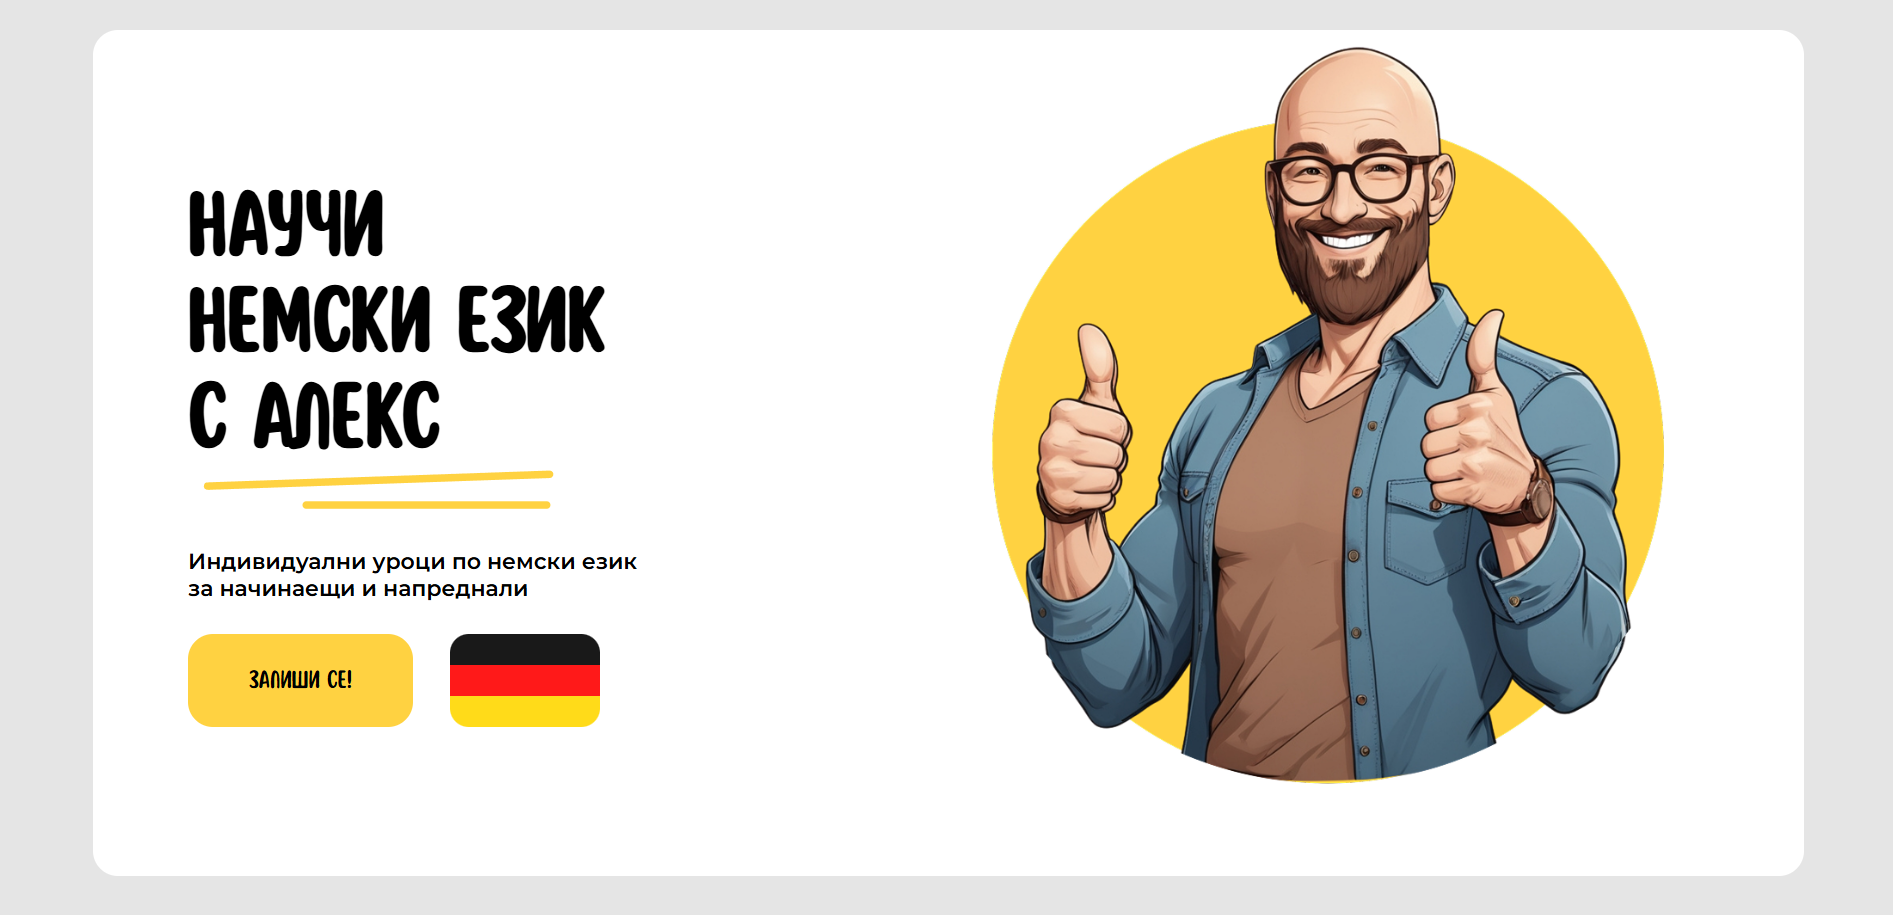 НАУЧИ
НЕМСКИ ЕЗИК
С АЛЕКС
Индивидуални уроци по немски език
за начинаещи и напреднали
ЗАПИШИ СЕ!